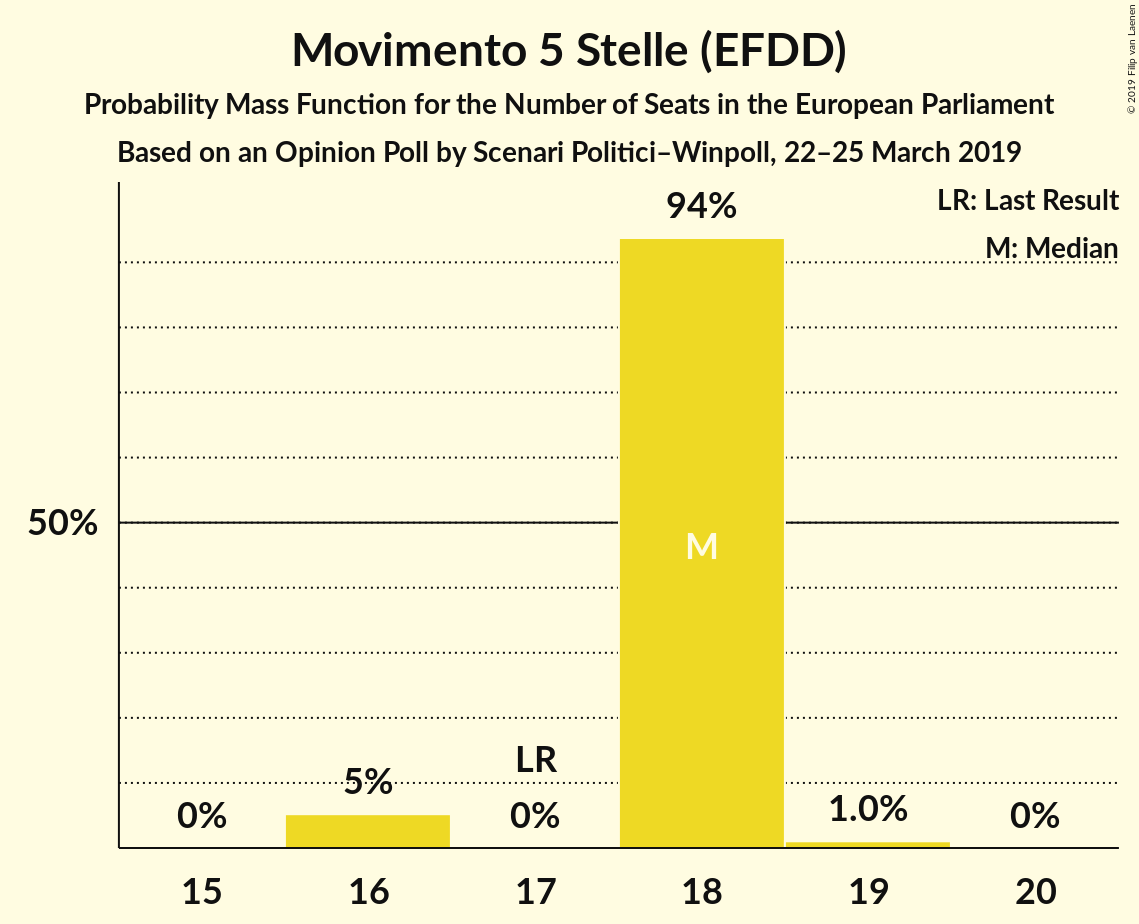 Movimento 5 Stelle (EFDD)
Probability Mass Function for the Number of Seats in the European Parliament
Based on an Opinion Poll by Scenari Politici–Winpoll, 22–25 March 2019
© 2019 Filip van Laenen
LR: Last Result
M: Median
94%
50%
M
LR
5%
0%
0%
1.0%
0%
15
16
17
18
19
20